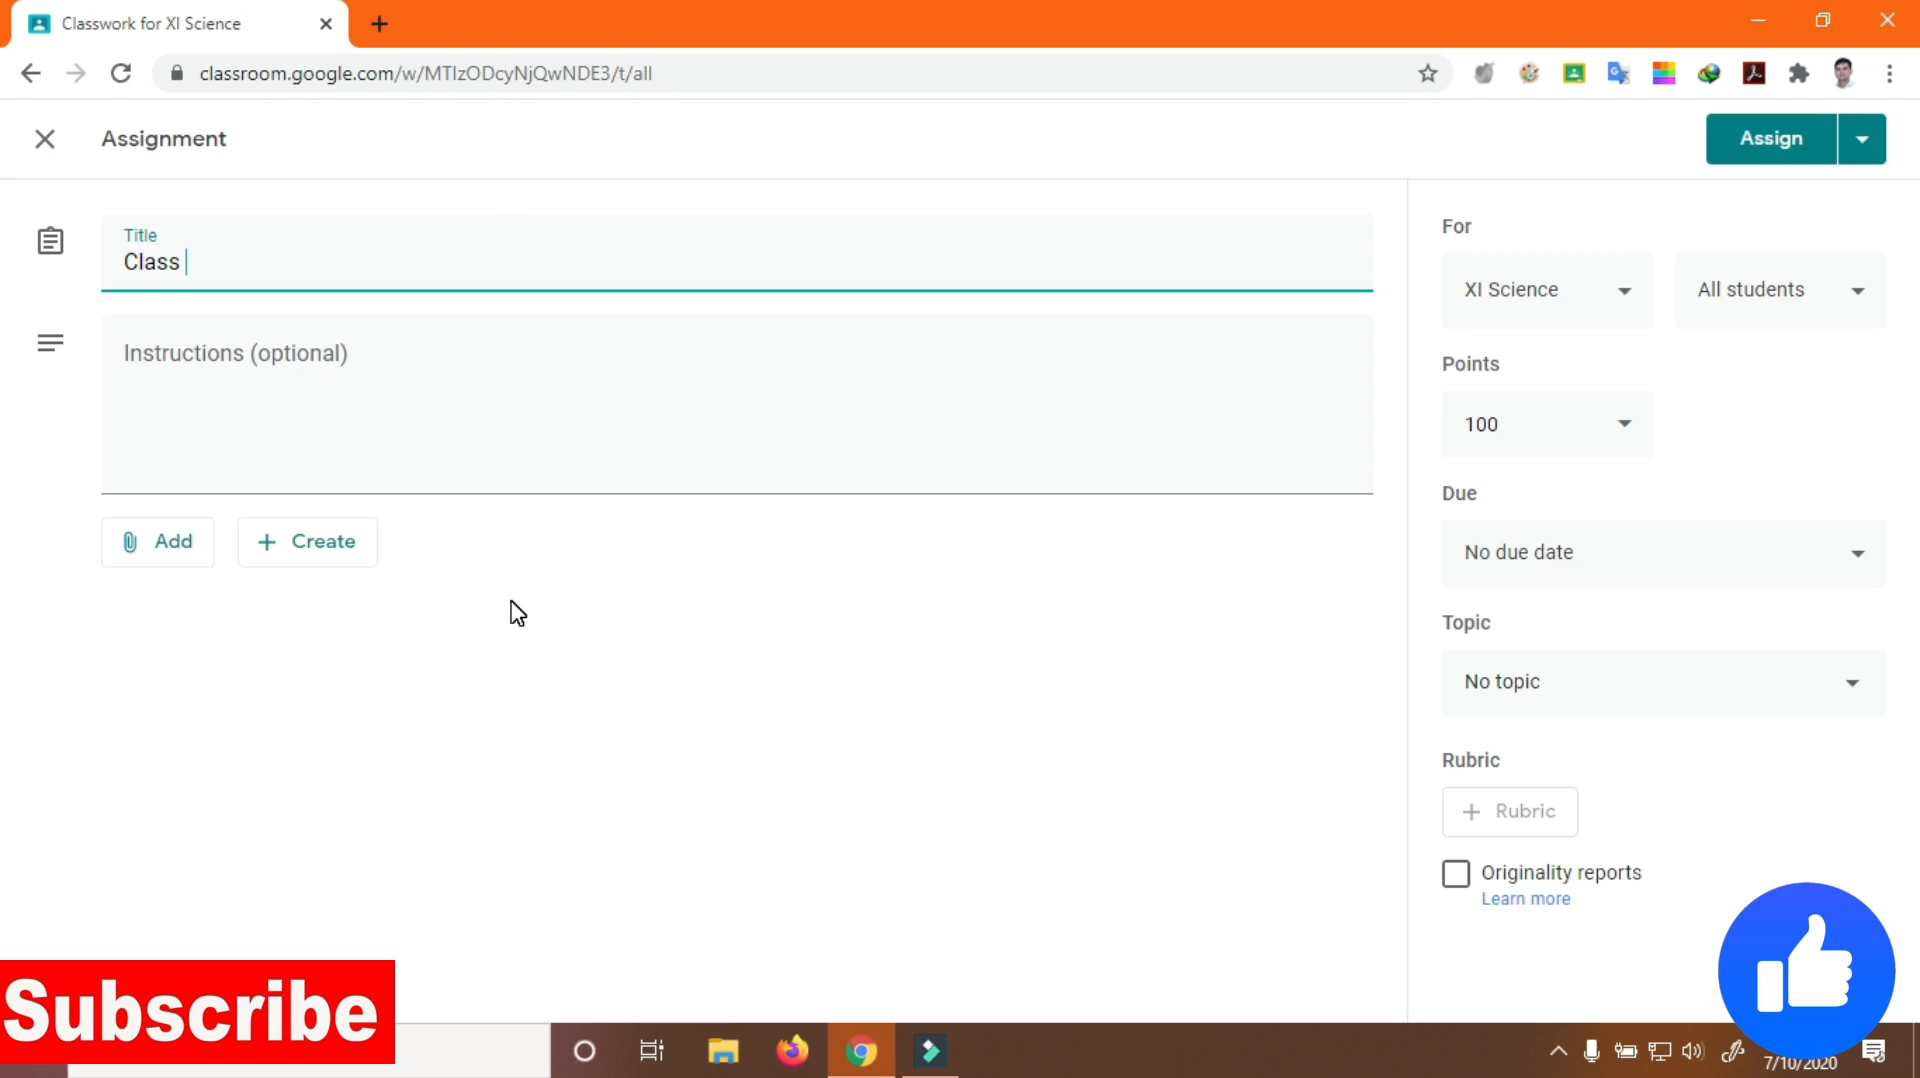 Classwork for XI Science
classroom.google.com/w/MTIzODcyNjQwNDE3/t/all
Assignment
Assign
Title
Class
Instructions (optional)
Add
Create
For
XI Science
All students
Points
100
Due
No due date
Topic
No topic
Rubric
Rubric
Originality reports
Learn more
Subscribe
7/10/2020